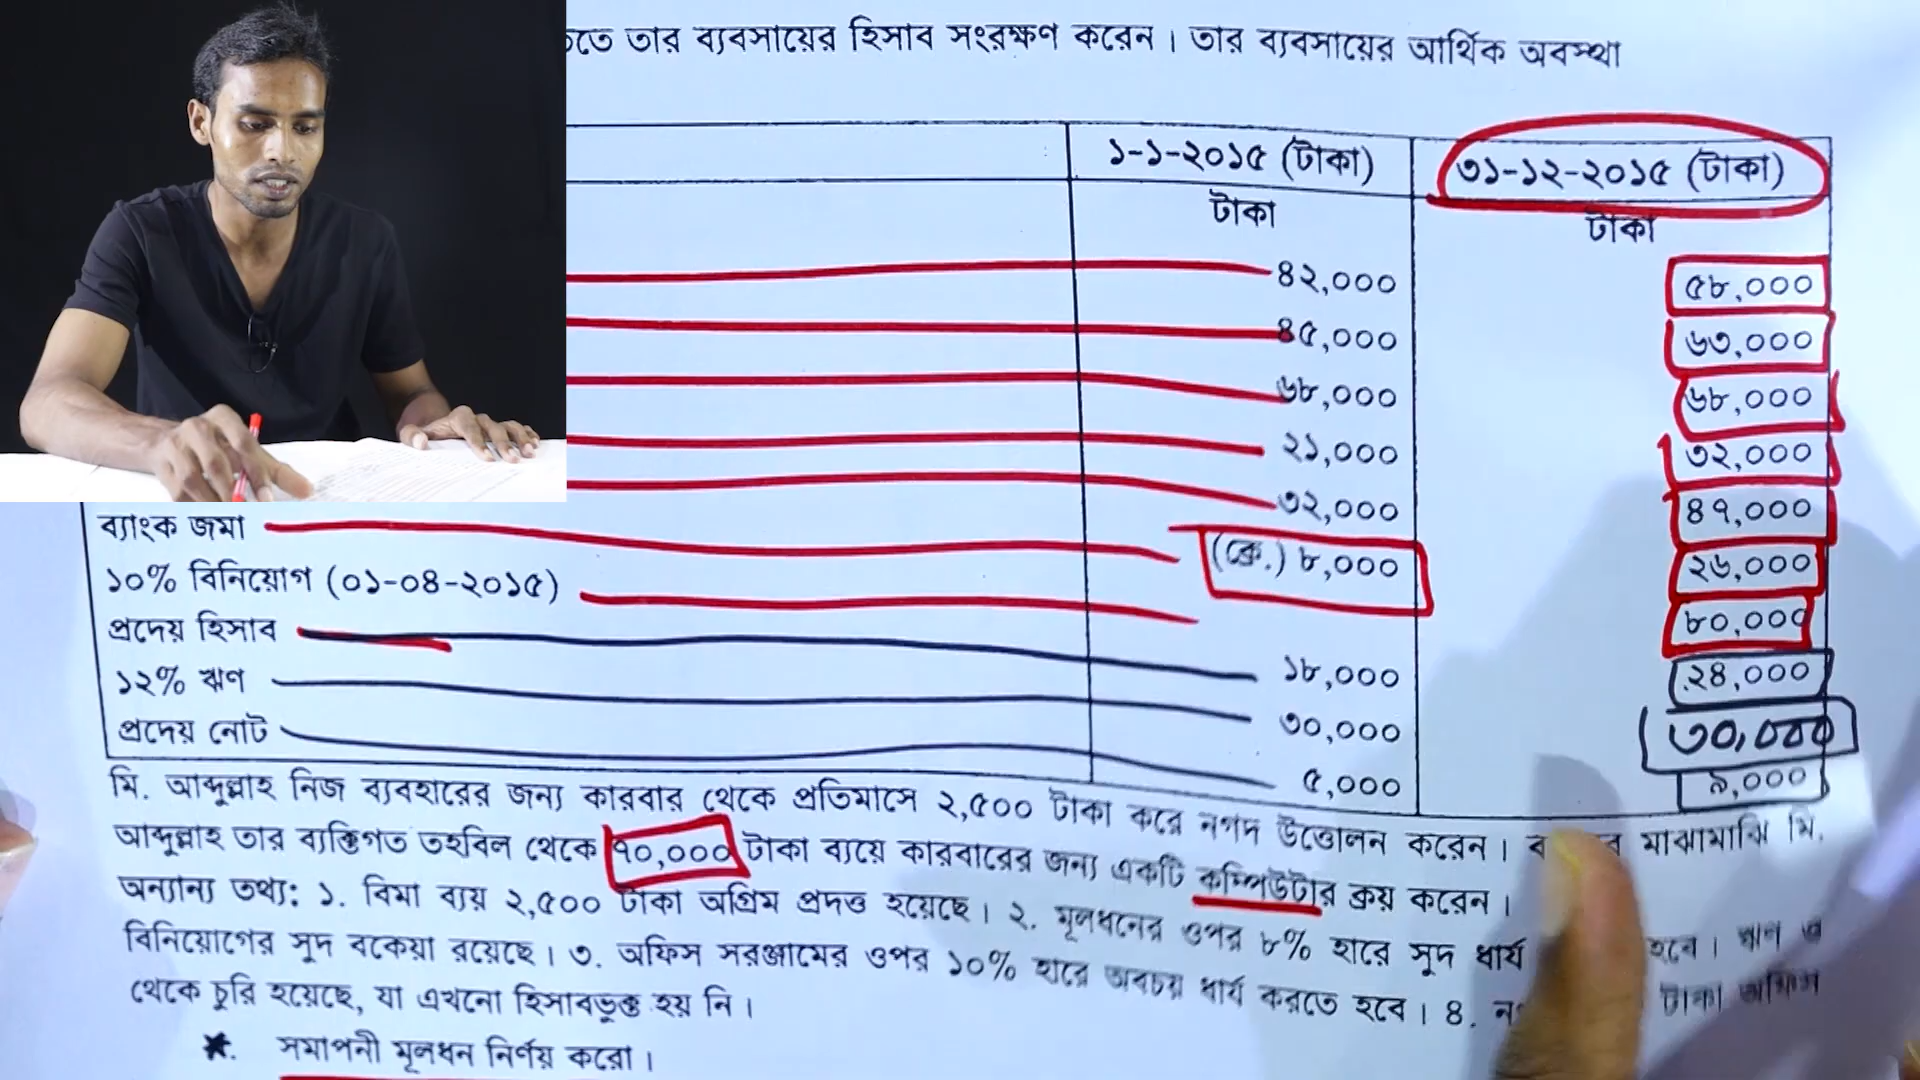 তার ব্যবসায়ের হিসাব সংরক্ষণ করেন। তার ব্যবসায়ের আর্থিক অবস্থা
১-১-২০১৫ (টাকা) ৩১-১২-২০১৫ (টাকা)
টাকা টাকা
৪২,০০০ ৫৮,০০০
৪৫,০০০ ৬৩,০০০
৬৮,০০০ ৬৮,০০০
২১,০০০ ৩২,০০০
৩২,০০০ ৪৭,০০০
ব্যাংক জমা (ক্রে.) ৮,০০০ ২৬,০০০
১০% বিনিয়োগ (০১-০৪-২০১৫) ৮০,০০০
প্রদেয় হিসাব ১৮,০০০ ২৪,০০০
১২% ঋণ ৩০,০০০ ৩০,০০০
প্রদেয় নোট ৫,০০০ ৯,০০০
মি. আব্দুল্লাহ নিজ ব্যবহারের জন্য কারবার থেকে প্রতিমাসে ২,৫০০ টাকা করে নগদ উত্তোলন করেন। মাঝামাঝি মি.
আব্দুল্লাহ তার ব্যক্তিগত তহবিল থেকে ৭০,০০০ টাকা ব্যয়ে কারবারের জন্য একটি কম্পিউটার ক্রয় করেন।
অন্যান্য তথ্য: ১. বিমা ব্যয় ২,৫০০ টাকা অগ্রিম প্রদত্ত হয়েছে। ২. মূলধনের ওপর ৮% হারে সুদ ধার্য হবে। ঋণ ও
বিনিয়োগের সুদ বকেয়া রয়েছে। ৩. অফিস সরঞ্জামের ওপর ১০% হারে অবচয় ধার্য করতে হবে। ৪. টাকা অফিস
থেকে চুরি হয়েছে, যা এখনো হিসাবভুক্ত হয় নি।
★. সমাপনী মূলধন নির্ণয় করো।